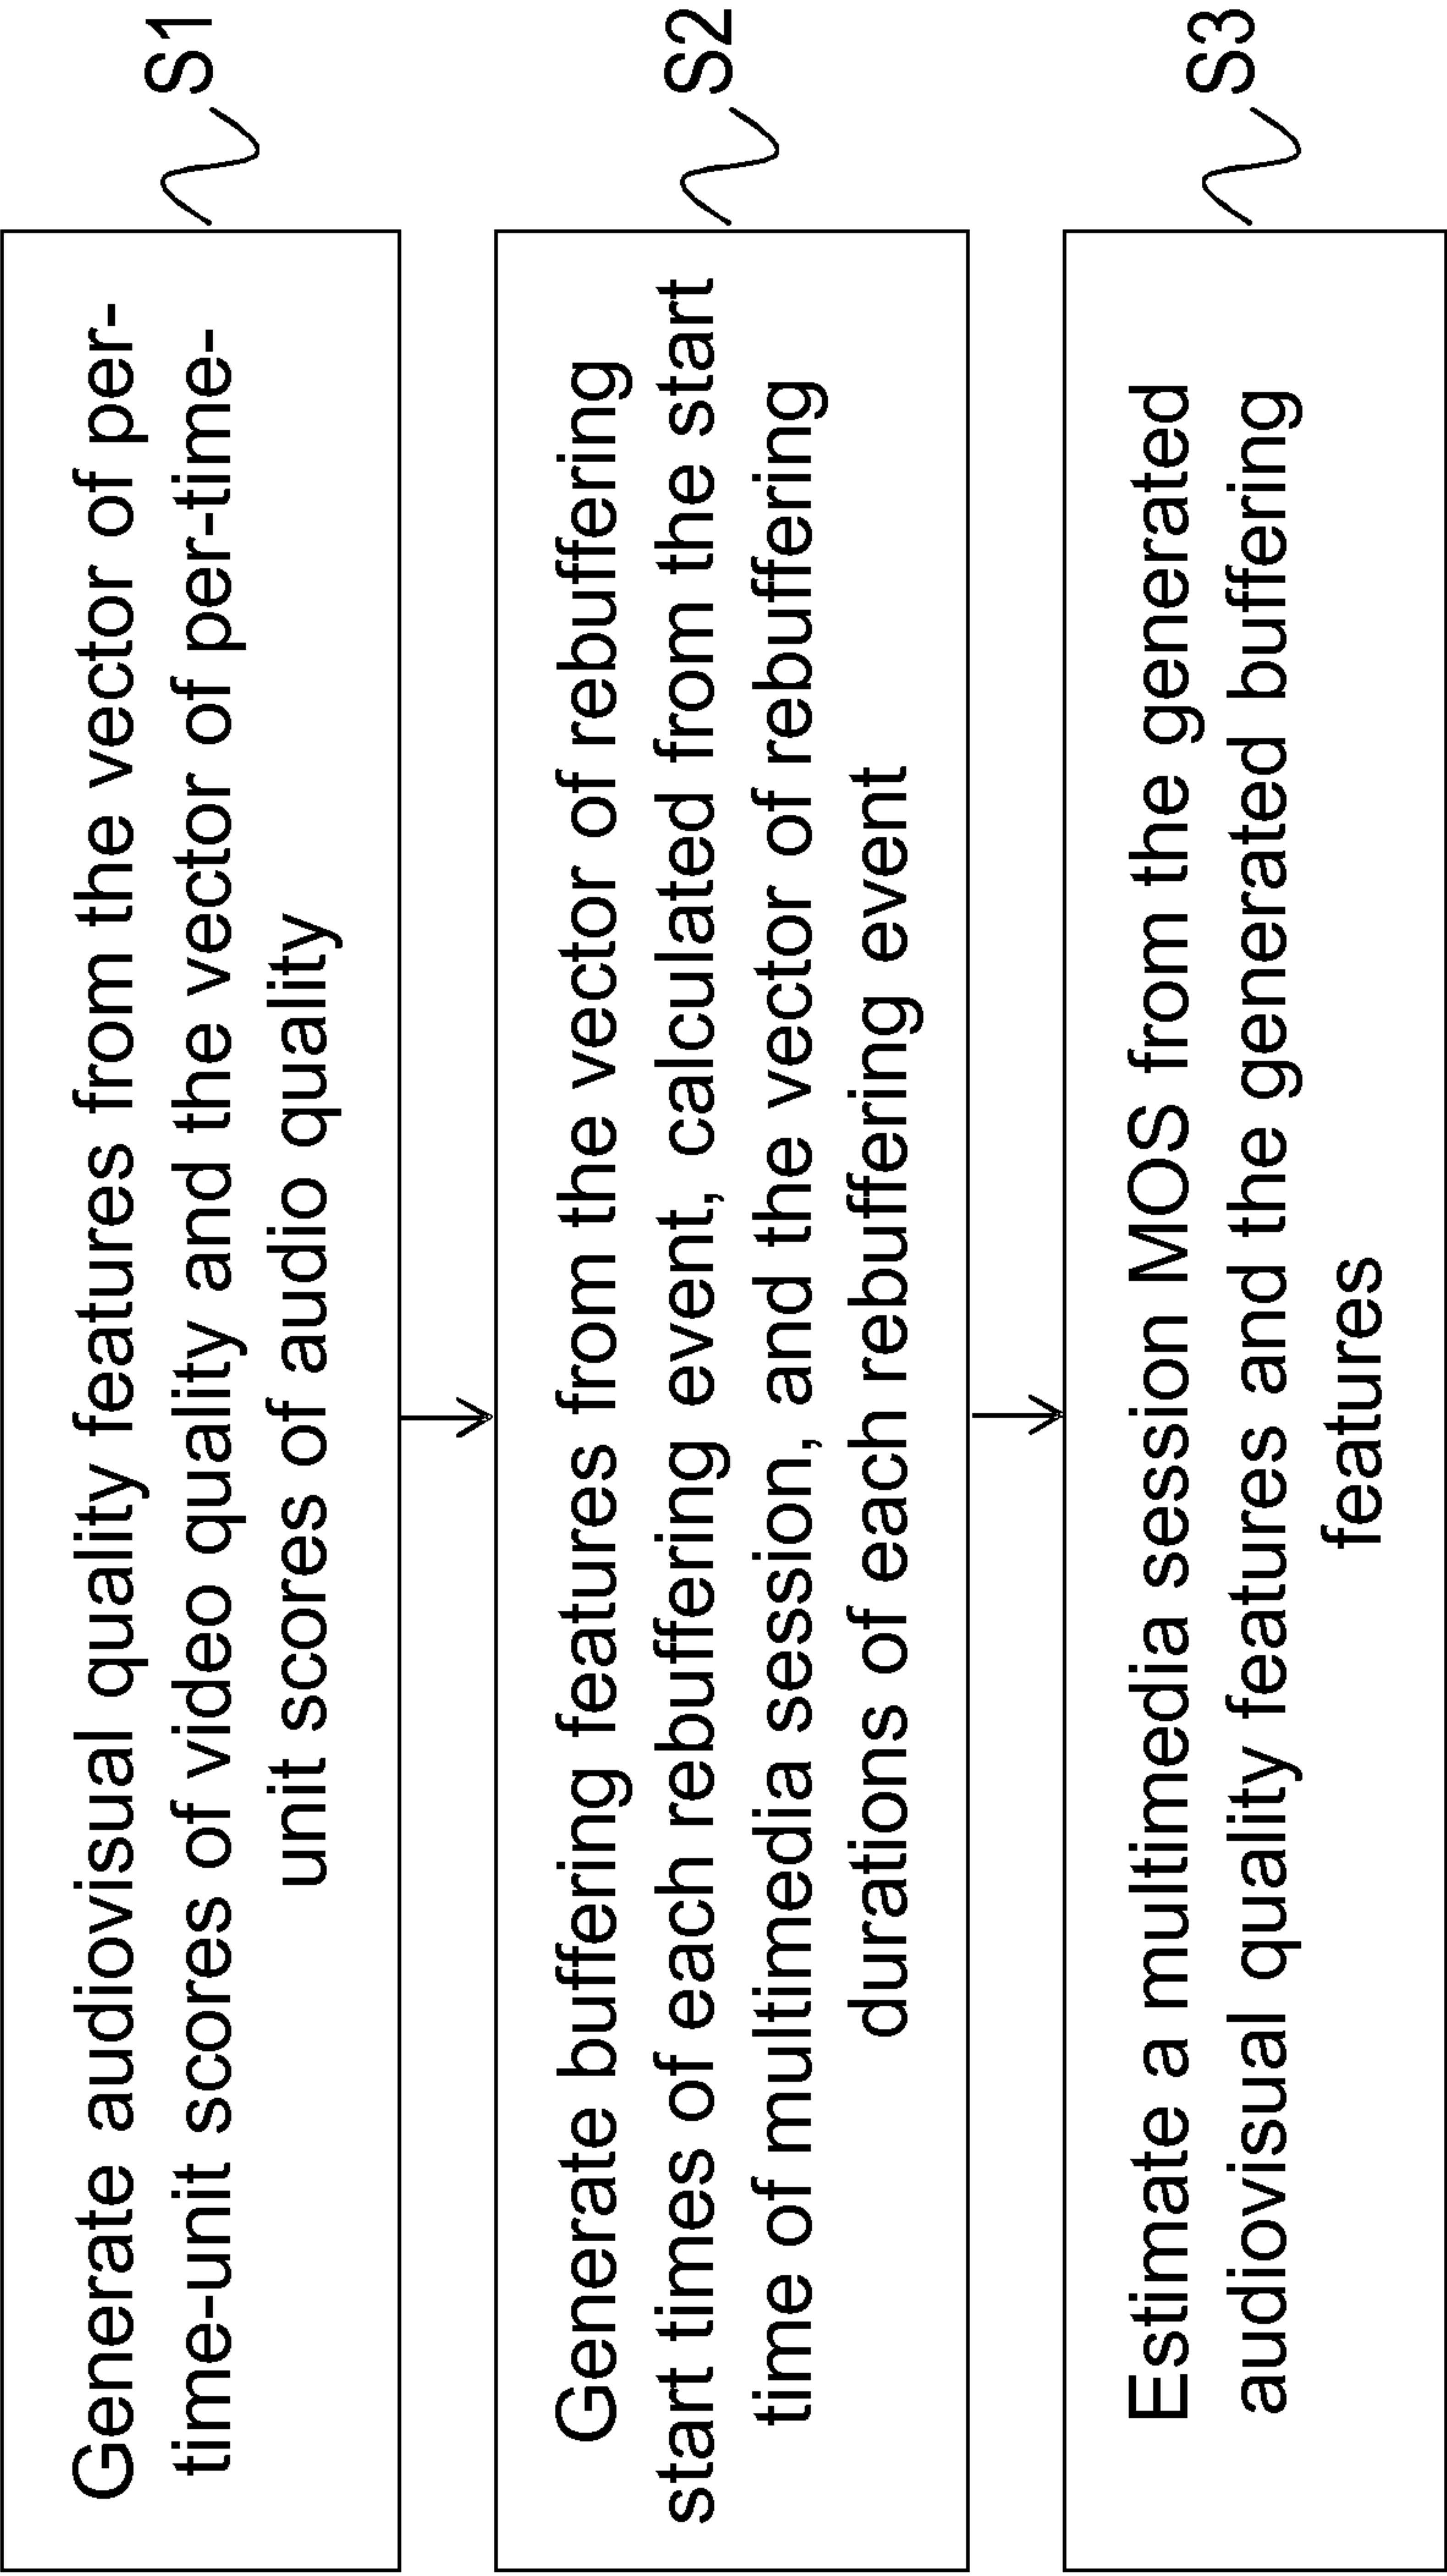 Generate audiovisual quality features from the vector of per-
time-unit scores of video quality and the vector of per-time-
unit scores of audio quality
S1
Generate buffering features from the vector of rebuffering
start times of each rebuffering event, calculated from the start
time of multimedia session, and the vector of rebuffering
durations of each rebuffering event
S2
Estimate a multimedia session MOS from the generated
audiovisual quality features and the generated buffering
features
S3